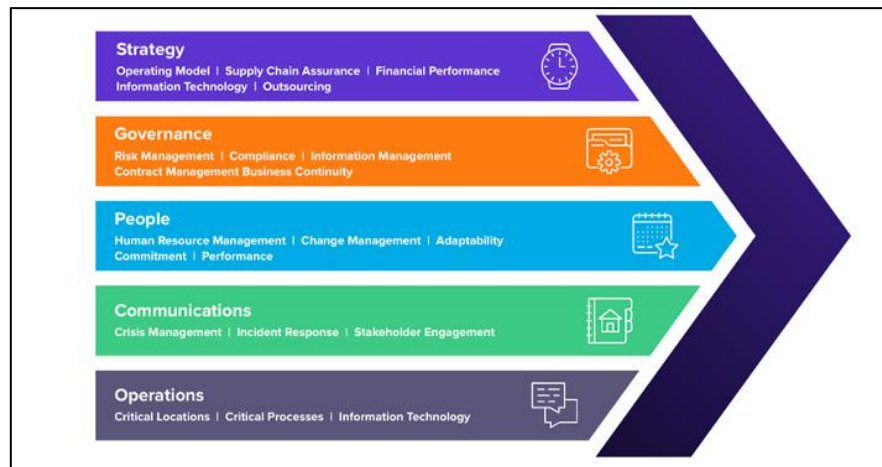 Strategy
Operating Model | Supply Chain Assurance | Financial Performance
Information Technology | Outsourcing
Governance
Risk Management | Compliance | Information Management
Contract Management Business Continuity
People
Human Resource Management | Change Management | Adaptability
Commitment | Performance
Communications
Crisis Management | Incident Response | Stakeholder Engagement
Operations
Critical Locations | Critical Processes | Information Technology